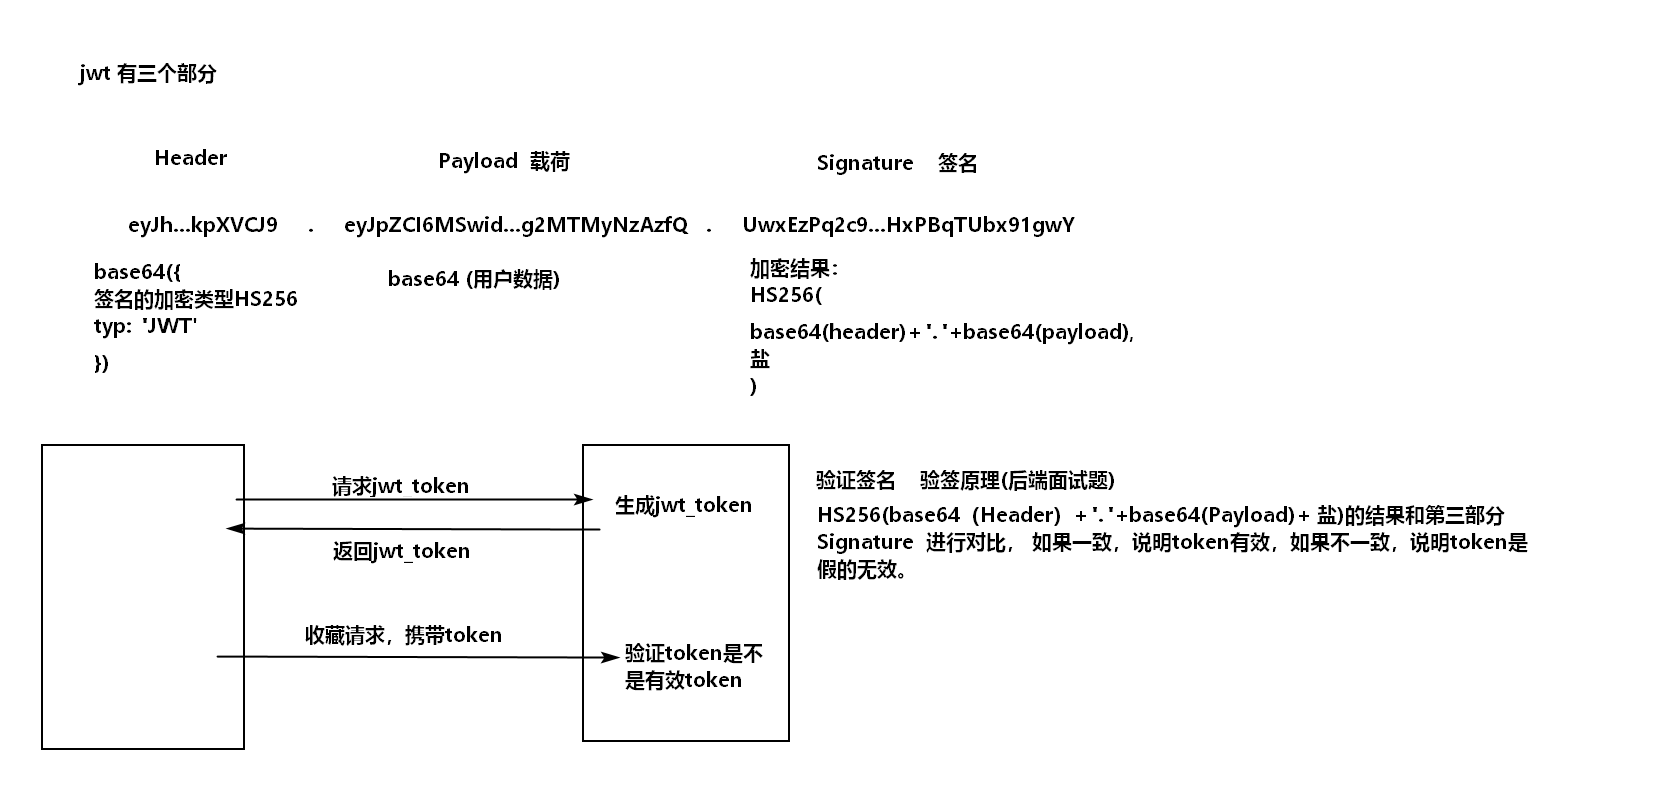 jwt 有三个部分
Header
Payload 载荷
Signature 签名
eyJh...kpXVCJ9 . eyJpZCI6MSwid...g2MTMyNzAzfQ . UwxEzPq2c9...HxPBqTUbx91gwY
base64({
签名的加密类型HS256
typ: 'JWT'
})
base64 (用户数据)
加密结果：
HS256(
base64(header)+'.'+base64(payload),
盐
)
请求jwt_token
生成jwt_token
返回jwt_token
收藏请求，携带token
验证token是不
是有效token
验证签名 验签原理(后端面试题)
HS256(base64（Header）+'.'+base64(Payload)+ 盐)的结果和第三部分
Signature 进行对比， 如果一致，说明token有效，如果不一致，说明token是
假的无效。